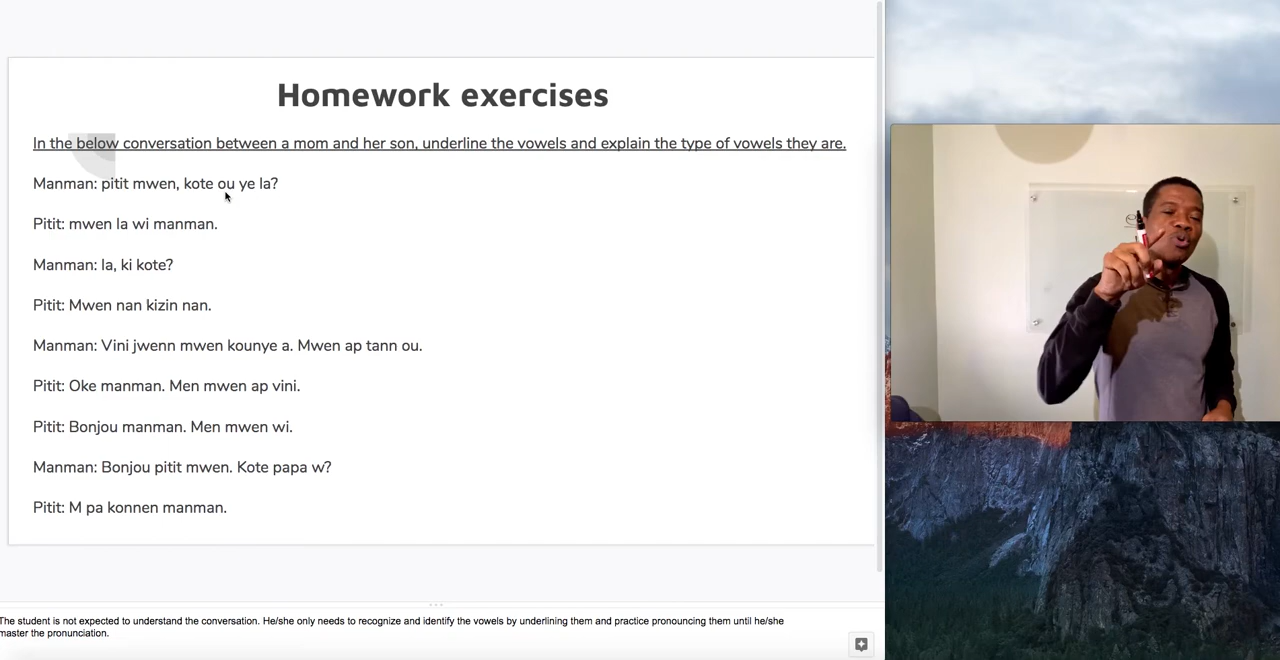 Homework exercises
In the below conversation between a mom and her son, underline the vowels and explain the type of vowels they are.
Manman: pitit mwen, kote ou ye la?
Pitit: mwen la wi manman.
Manman: la, ki kote?
Pitit: Mwen nan kizin nan.
Manman: Vini jwenn mwen kounye a. Mwen ap tann ou.
Pitit: Oke manman. Men mwen ap vini.
Pitit: Bonjou manman. Men mwen wi.
Manman: Bonjou pitit mwen. Kote papa w?
Pitit: M pa konnen manman.
The student is not expected to understand the conversation. He/she only needs to recognize and identify the vowels by underlining them and practice pronouncing them until he/she
master the pronunciation.